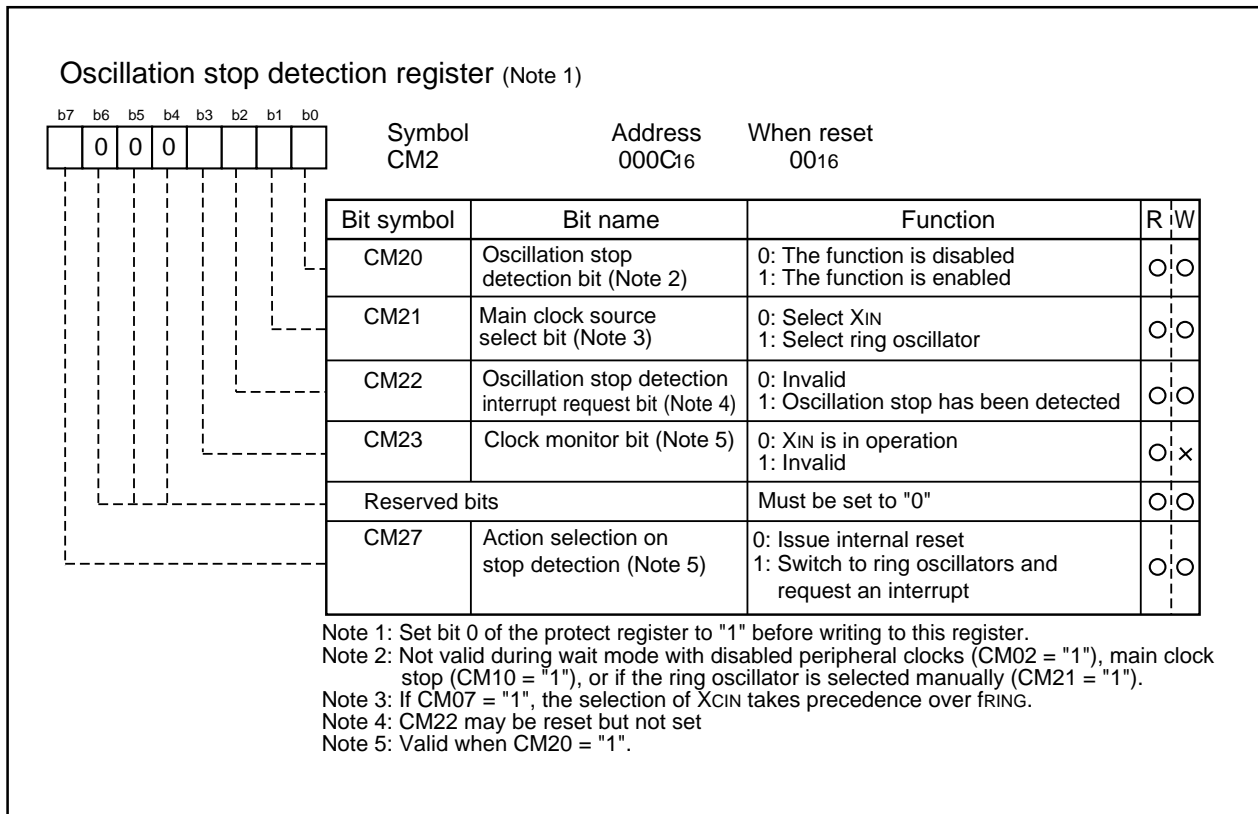 Oscillation stop detection register (Note 1)
b7 b6 b5 b4 b3 b2 b1 b0
0 0 0
Symbol Address When reset
CM2 000C16 0016
Bit symbol Bit name Function R W
CM20 Oscillation stop 0: The function is disabled
detection bit (Note 2) 1: The function is enabled
CM21 Main clock source 0: Select XIN
select bit (Note 3) 1: Select ring oscillator
CM22 Oscillation stop detection 0: Invalid
interrupt request bit (Note 4) 1: Oscillation stop has been detected
CM23 Clock monitor bit (Note 5) 0: XIN is in operation
1: Invalid
Reserved bits Must be set to "0"
CM27 Action selection on 0: Issue internal reset
stop detection (Note 5) 1: Switch to ring oscillators and
request an interrupt
Note 1: Set bit 0 of the protect register to "1" before writing to this register.
Note 2: Not valid during wait mode with disabled peripheral clocks (CM02 = "1"), main clock
stop (CM10 = "1"), or if the ring oscillator is selected manually (CM21 = "1").
Note 3: If CM07 = "1", the selection of XCIN takes precedence over fRING.
Note 4: CM22 may be reset but not set
Note 5: Valid when CM20 = "1".